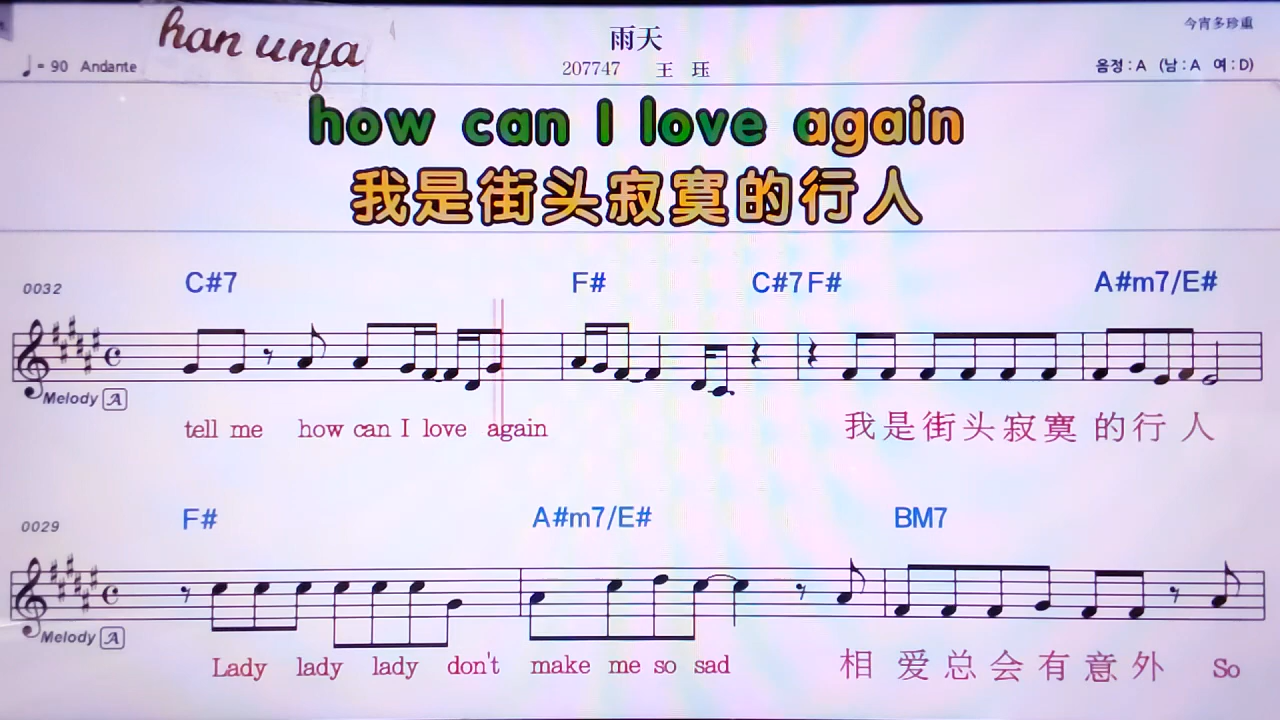 han unfa
雨天
今宵多珍重
♩= 90 Andante
207747 王 珏
음정 : A (남 : A 여 : D)
how can I love again
我是街头寂寞的行人
0032
C#7 F# C#7 F# A#m7/E#
Melody A
tell me how can I love again 我是街头寂寞的行人
0029
F# A#m7/E# BM7
Melody A
Lady lady lady don't make me so sad 相爱总会有意外 So